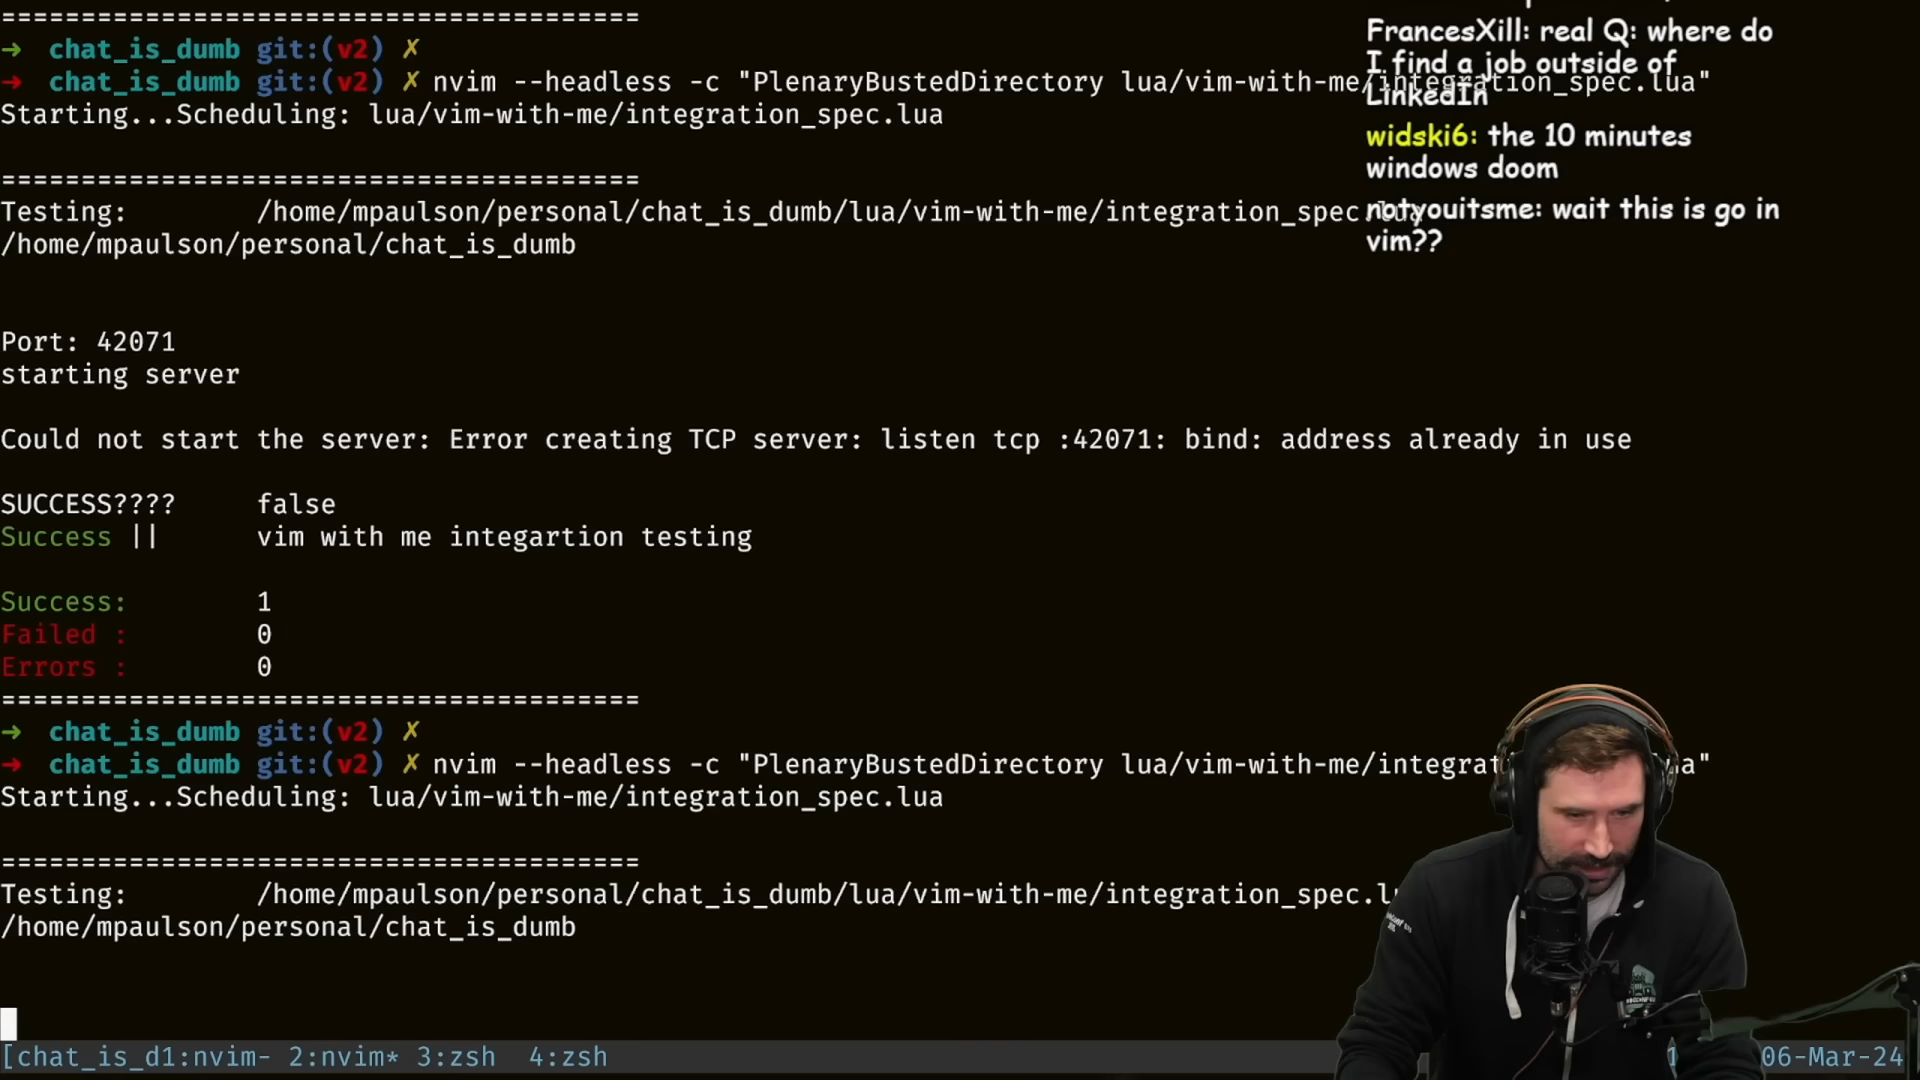 ========================================
→ chat_is_dumb git:(v2) ✗
→ chat_is_dumb git:(v2) ✗ nvim --headless -c "PlenaryBustedDirectory lua/vim-with-me/integration_spec.lua"
Starting...Scheduling: lua/vim-with-me/integration_spec.lua
========================================
Testing: /home/mpaulson/personal/chat_is_dumb/lua/vim-with-me/integration_spec.lua
/home/mpaulson/personal/chat_is_dumb
Port: 42071
starting server
Could not start the server: Error creating TCP server: listen tcp :42071: bind: address already in use
SUCCESS???? false
Success || vim with me integartion testing
Success: 1
Failed : 0
Errors : 0
========================================
→ chat_is_dumb git:(v2) ✗
→ chat_is_dumb git:(v2) ✗ nvim --headless -c "PlenaryBustedDirectory lua/vim-with-me/integrat ua"
Starting...Scheduling: lua/vim-with-me/integration_spec.lua
========================================
Testing: /home/mpaulson/personal/chat_is_dumb/lua/vim-with-me/integration_spec.lu
/home/mpaulson/personal/chat_is_dumb
[chat_is_d1:nvim- 2:nvim* 3:zsh 4:zsh 1 06-Mar-24
FrancesXill: real Q: where do
I find a job outside of
LinkedIn
widski6: the 10 minutes
windows doom
notyouitsme: wait this is go in
vim??